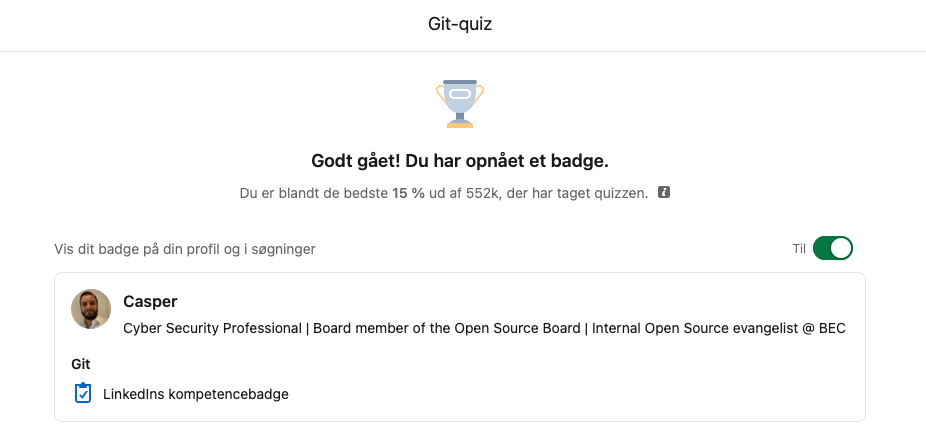 Git-quiz
Godt gået! Du har opnået et badge.
Du er blandt de bedste 15 % ud af 552k, der har taget quizzen. i
Vis dit badge på din profil og i søgninger
Til
Casper
Cyber Security Professional | Board member of the Open Source Board | Internal Open Source evangelist @ BEC
Git
LinkedIns kompetencebadge